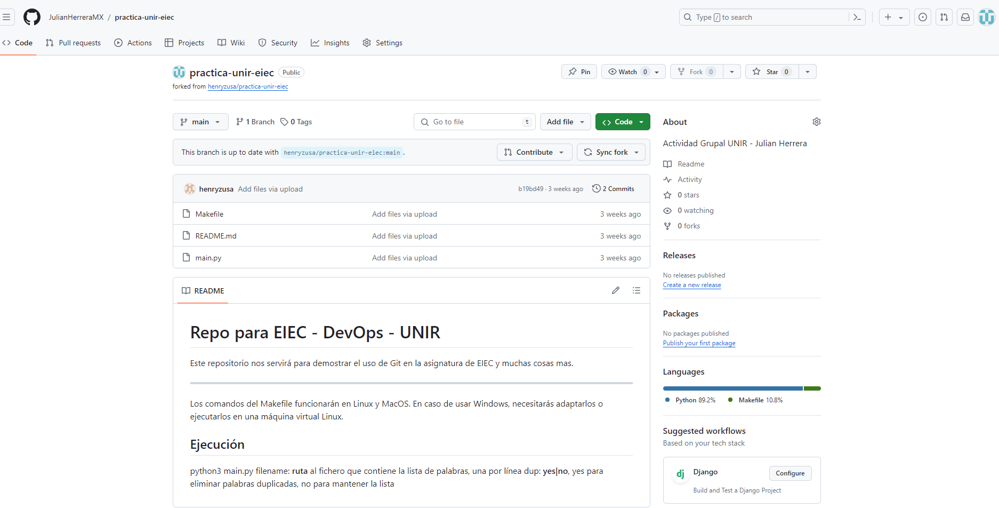 JulianHerreraMX / practica-unir-eiec
Type / to search
Code
Pull requests
Actions
Projects
Wiki
Security
Insights
Settings
practica-unir-eiec Public
forked from henryzusa/practica-unir-eiec
Pin
Watch 0
Fork 0
Star 0
main
1 Branch
0 Tags
Go to file t
Add file
Code
This branch is up to date with henryzusa/practica-unir-eiec:main .
Contribute
Sync fork
henryzusa Add files via upload
b19bd49 · 3 weeks ago
2 Commits
Makefile Add files via upload 3 weeks ago
README.md Add files via upload 3 weeks ago
main.py Add files via upload 3 weeks ago
README
Repo para EIEC - DevOps - UNIR
Este repositorio nos servirá para demostrar el uso de Git en la asignatura de EIEC y muchas cosas mas.
Los comandos del Makefile funcionarán en Linux y MacOS. En caso de usar Windows, necesitarás adaptarlos o
ejecutarlos en una máquina virtual Linux.
Ejecución
python3 main.py filename: ruta al fichero que contiene la lista de palabras, una por línea dup: yes|no, yes para
eliminar palabras duplicadas, no para mantener la lista
About
Actividad Grupal UNIR - Julian Herrera
Readme
Activity
0 stars
0 watching
0 forks
Releases
No releases published
Create a new release
Packages
No packages published
Publish your first package
Languages
Python 89.2% Makefile 10.8%
Suggested workflows
Based on your tech stack
dj
Django
Configure
Build and Test a Django Project